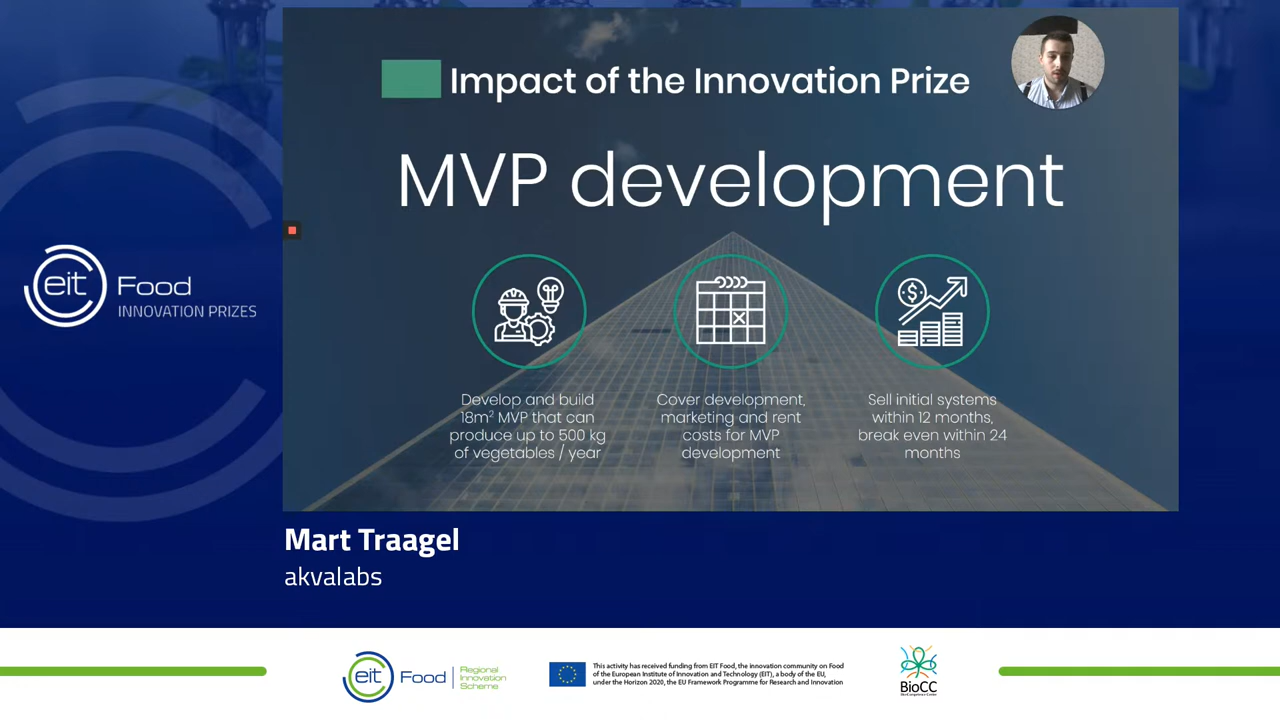 Impact of the Innovation Prize
MVP development
eit Food
INNOVATION PRIZES
Develop and build
18m² MVP that can
produce up to 500 kg
of vegetables / year
Cover development,
marketing and rent
costs for MVP
development
Sell initial systems
within 12 months,
break even within 24
months
Mart Traagel
akvalabs
eit Food
Regional
Innovation
Scheme
This activity has received funding from EIT Food, the innovation community on Food
of the European Institute of Innovation and Technology (EIT), a body of the EU,
under the Horizon 2020, the EU Framework Programme for Research and Innovation
BioCC